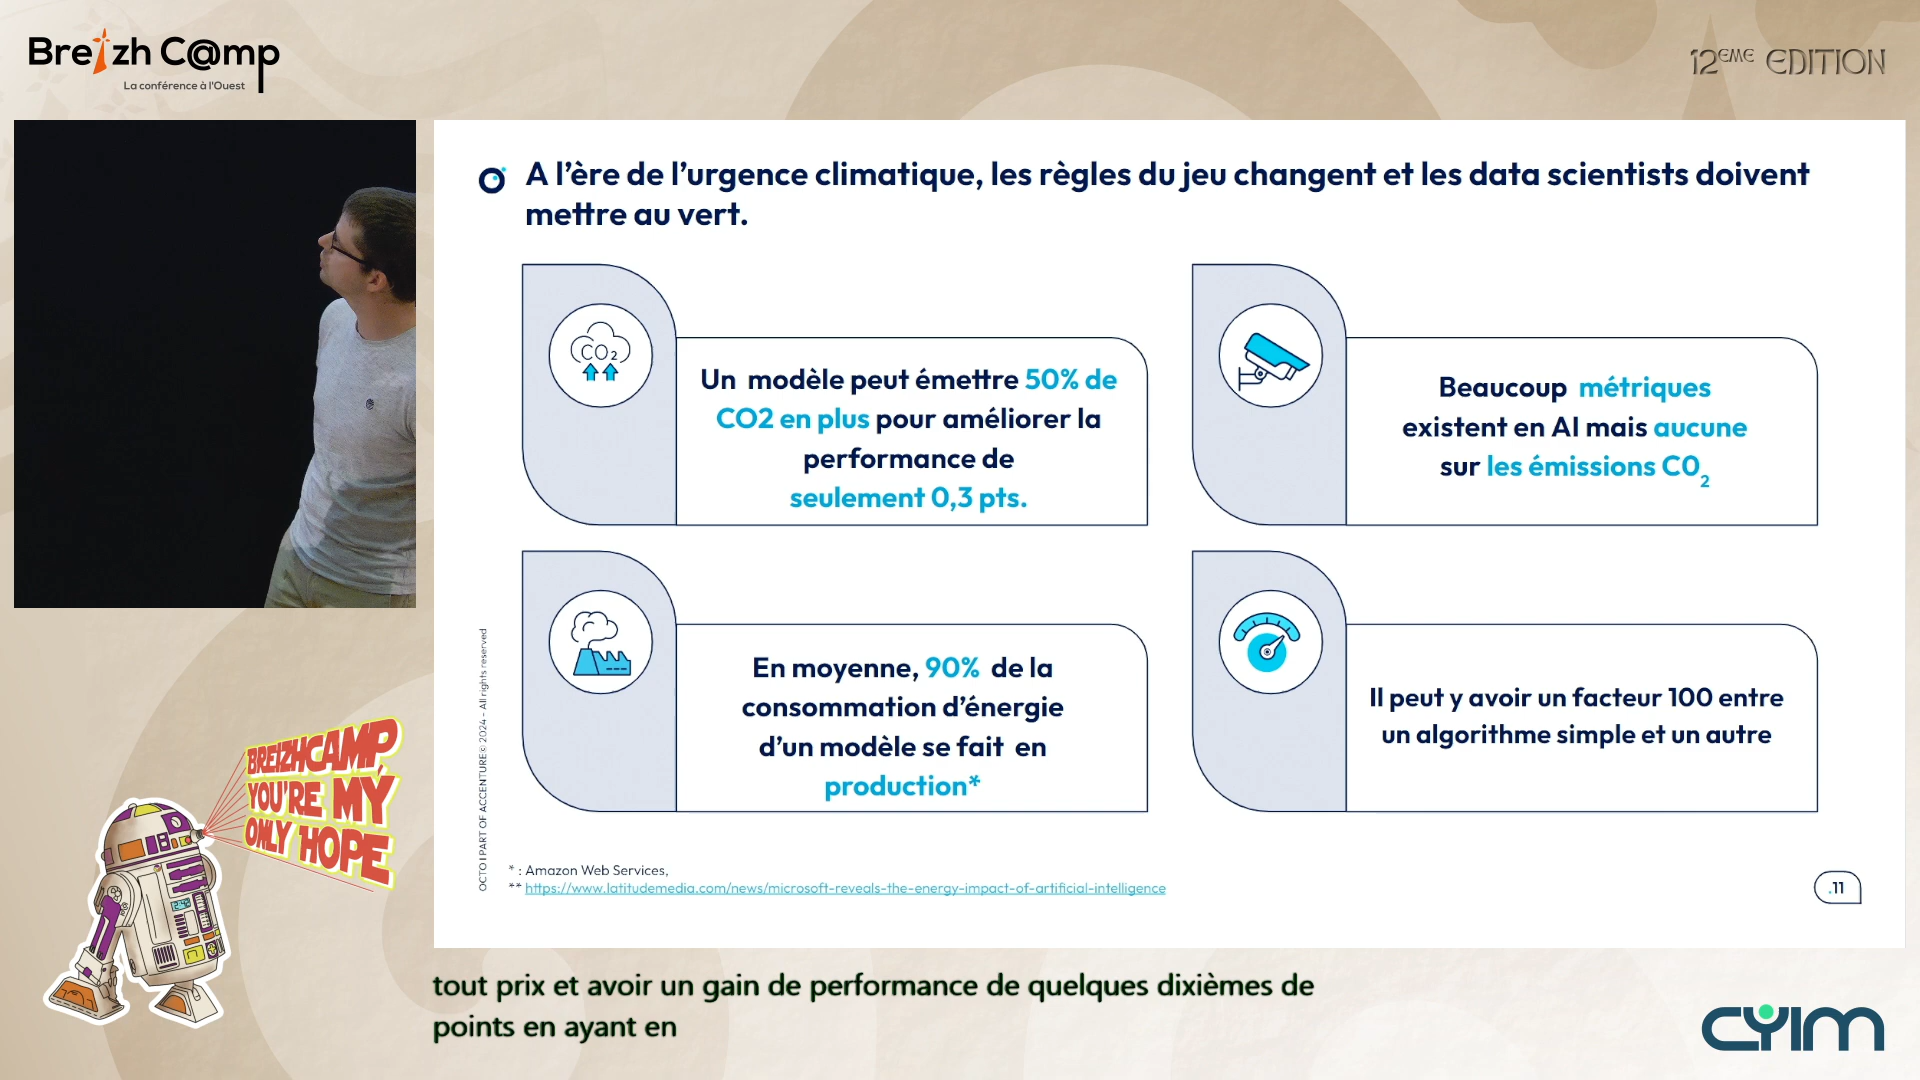 Breizh C@mp
La conférence à l'Ouest
12EME EDITION
A l'ère de l'urgence climatique, les règles du jeu changent et les data scientists doivent
mettre au vert.
CO2
Un modèle peut émettre 50% de
CO2 en plus pour améliorer la
performance de
seulement 0,3 pts.
Beaucoup métriques
existent en AI mais aucune
sur les émissions C02
En moyenne, 90% de la
consommation d'énergie
d'un modèle se fait en
production*
Il peut y avoir un facteur 100 entre
un algorithme simple et un autre
OCTO I PART OF ACCENTURE © 2024 - All rights reserved
* : Amazon Web Services,
** https://www.latitudemedia.com/news/microsoft-reveals-the-energy-impact-of-artificial-intelligence
.11
BREIZHCAMP,
YOU'RE MY
ONLY HOPE
tout prix et avoir un gain de performance de quelques dixièmes de
points en ayant en
CYIM